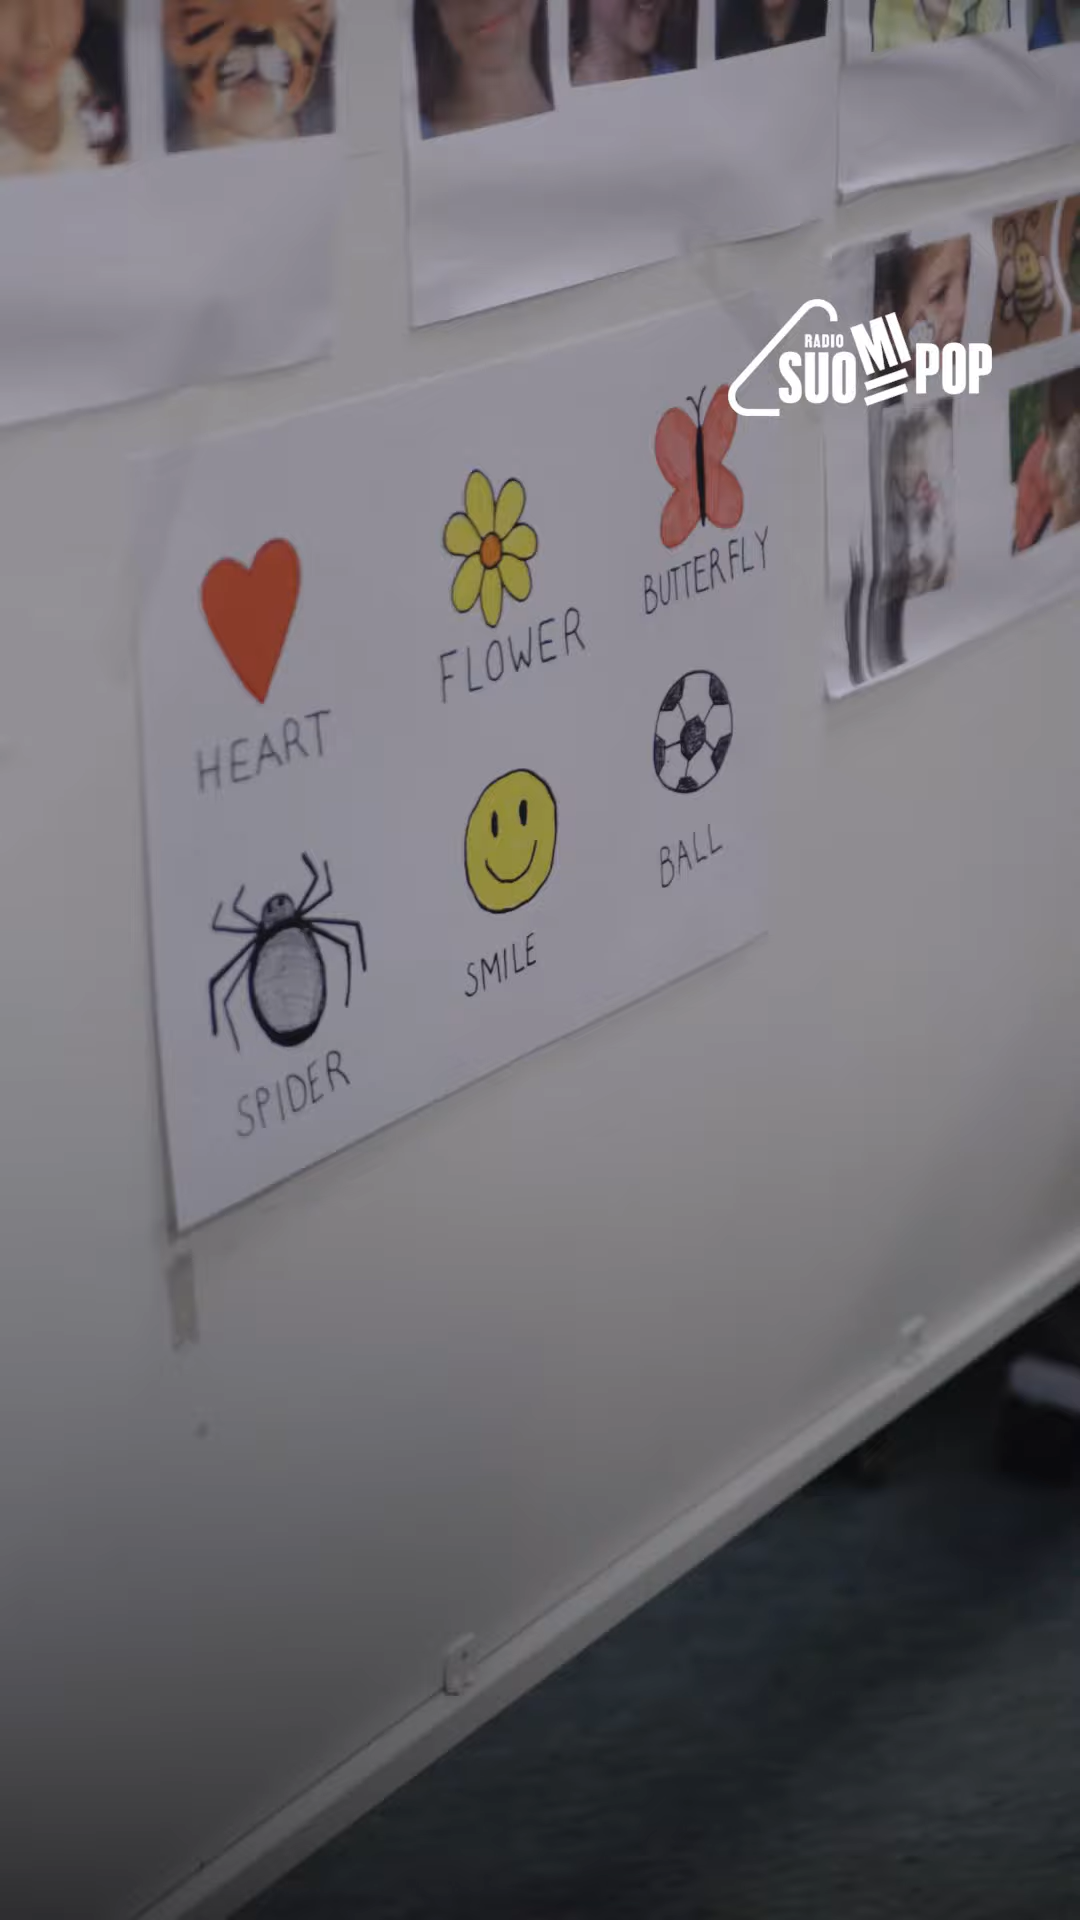 RADIO
SUOMIPOP
HEART
FLOWER
BUTTERFLY
SPIDER
SMILE
BALL